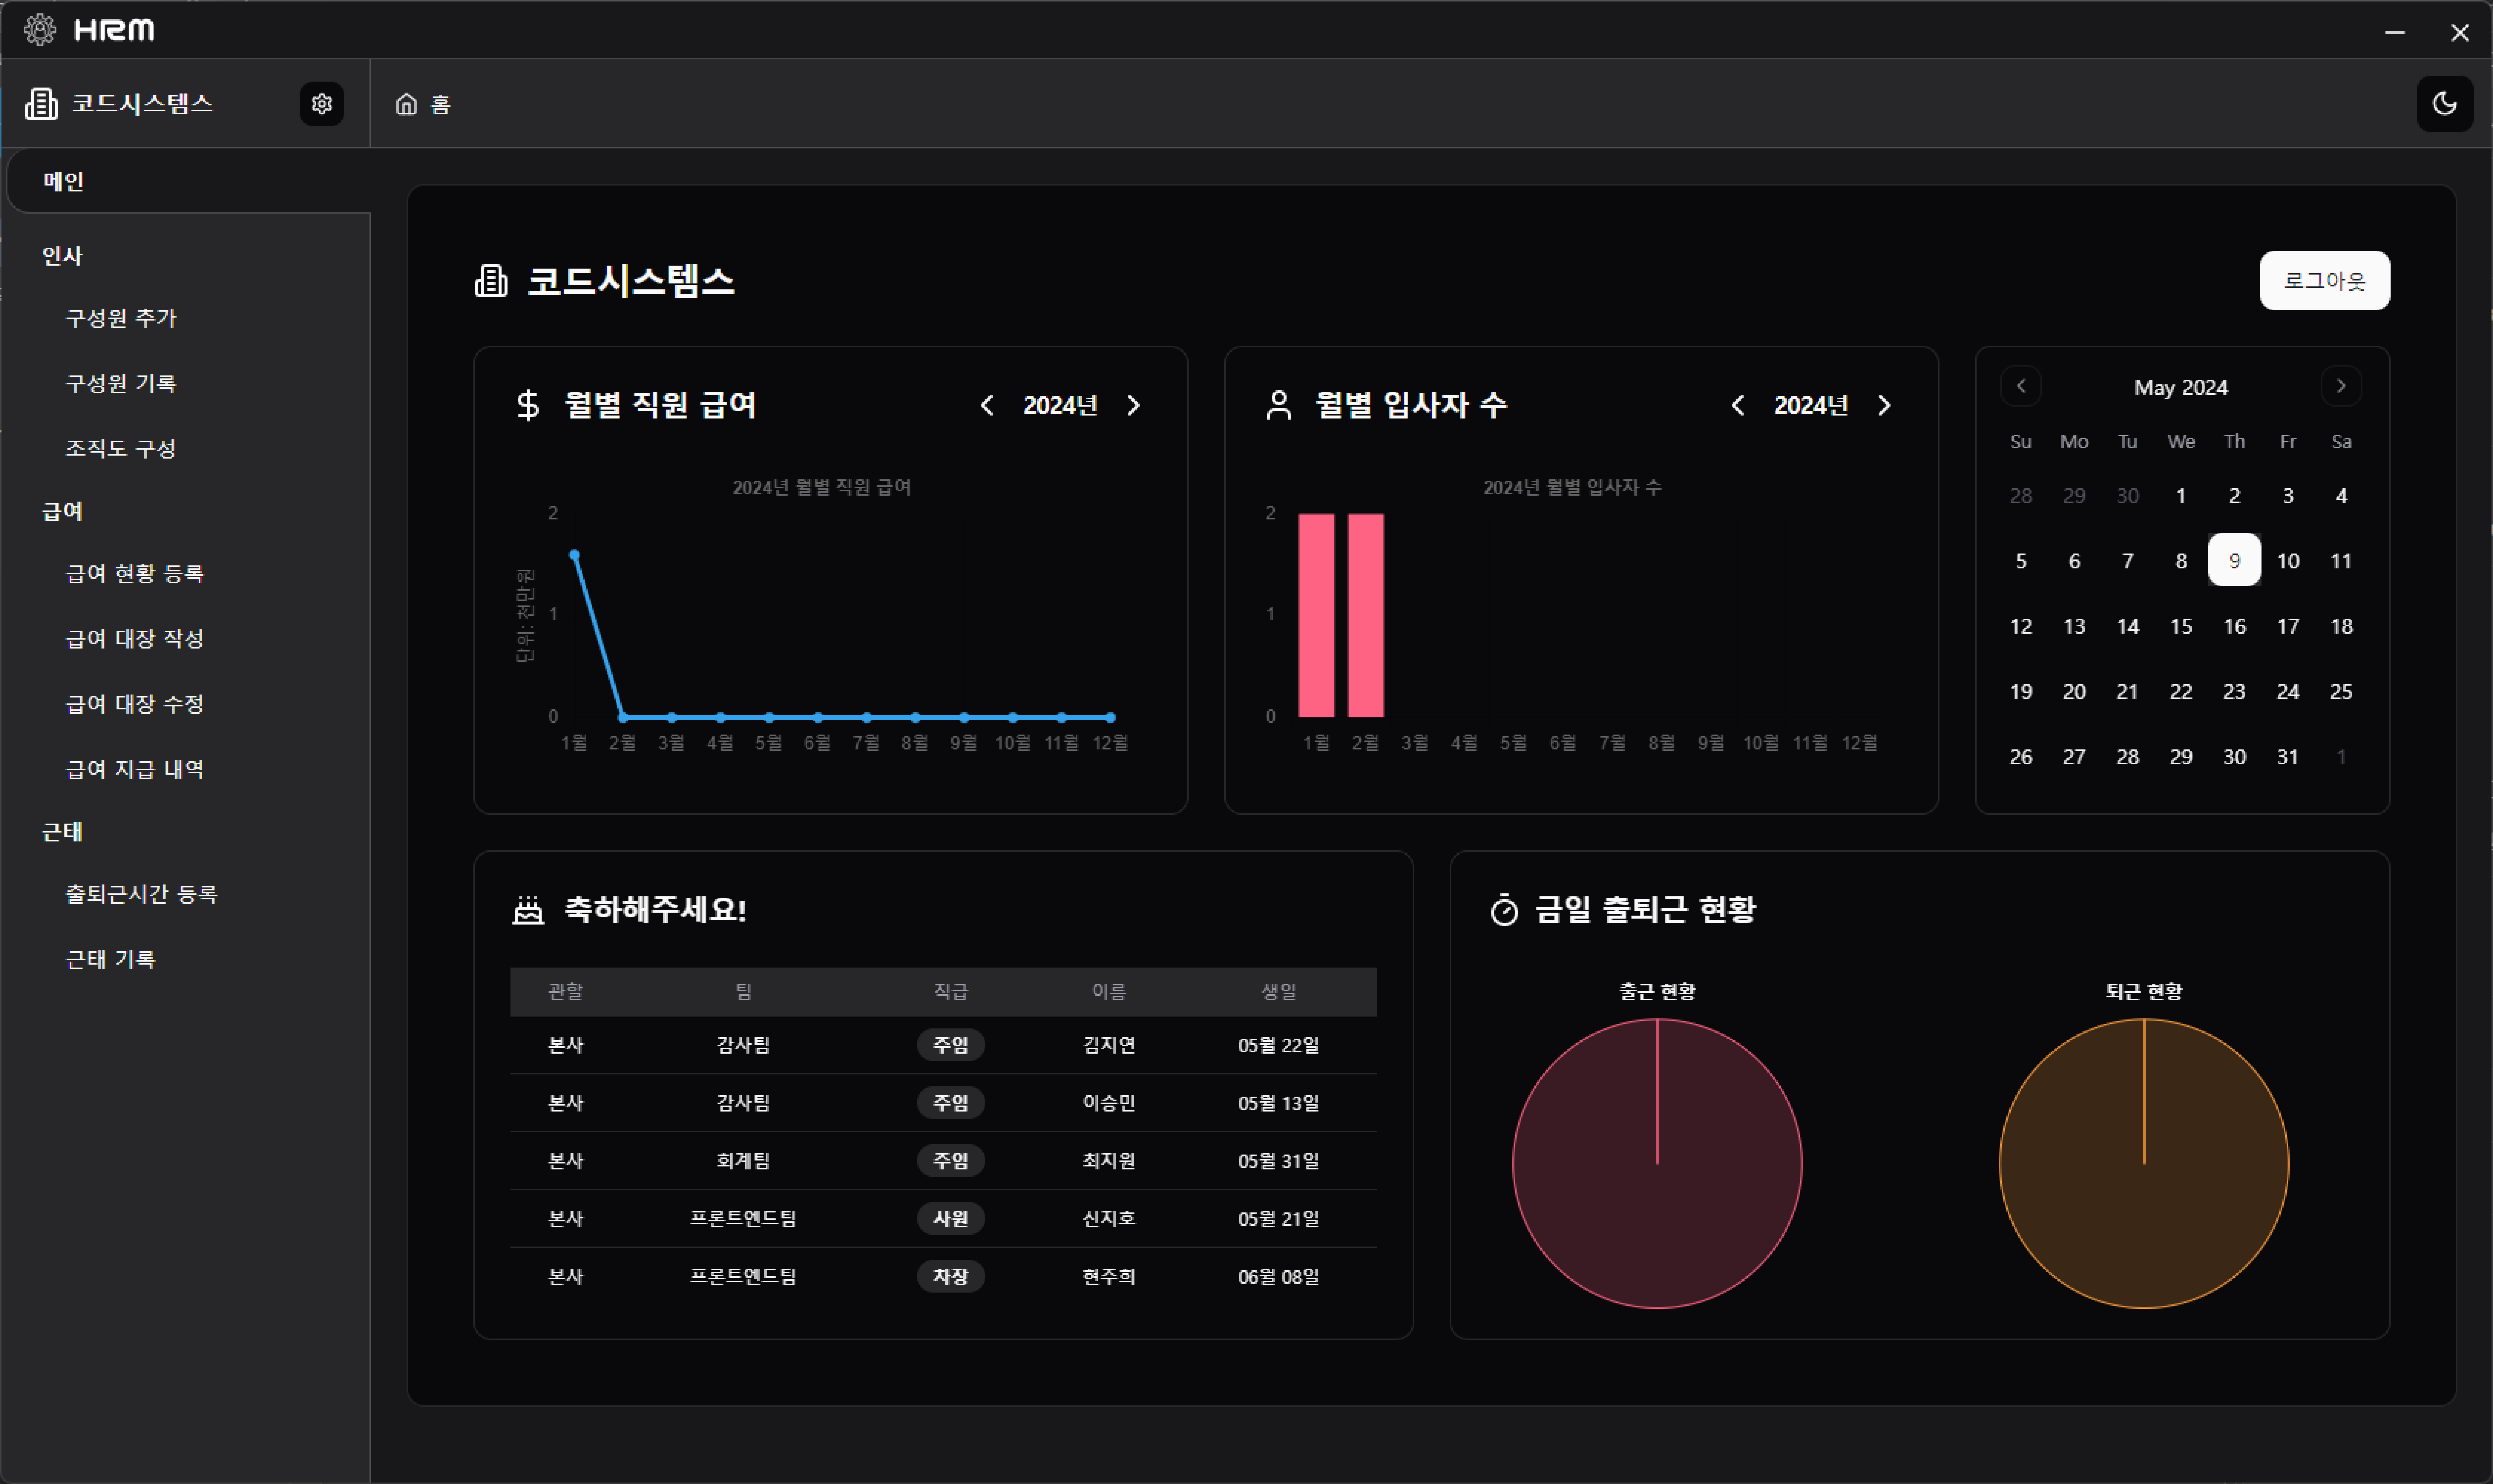 HRM
코드시스템스
홈
메인
인사
구성원 추가
구성원 기록
조직도 구성
급여
급여 현황 등록
급여 대장 작성
급여 대장 수정
급여 지급 내역
근태
출퇴근시간 등록
근태 기록
코드시스템스
로그아웃
월별 직원 급여 2024년
2024년 월별 직원 급여
단위: 천만원
2
1
0
1월 2월 3월 4월 5월 6월 7월 8월 9월 10월 11월 12월
월별 입사자 수 2024년
2024년 월별 입사자 수
2
1
0
1월 2월 3월 4월 5월 6월 7월 8월 9월 10월 11월 12월
May 2024
Su Mo Tu We Th Fr Sa
28 29 30 1 2 3 4
5 6 7 8 9 10 11
12 13 14 15 16 17 18
19 20 21 22 23 24 25
26 27 28 29 30 31 1
축하해주세요!
관할 팀 직급 이름 생일
본사 감사팀 주임 김지연 05월 22일
본사 감사팀 주임 이승민 05월 13일
본사 회계팀 주임 최지원 05월 31일
본사 프론트엔드팀 사원 신지호 05월 21일
본사 프론트엔드팀 차장 현주희 06월 08일
금일 출퇴근 현황
출근 현황
퇴근 현황